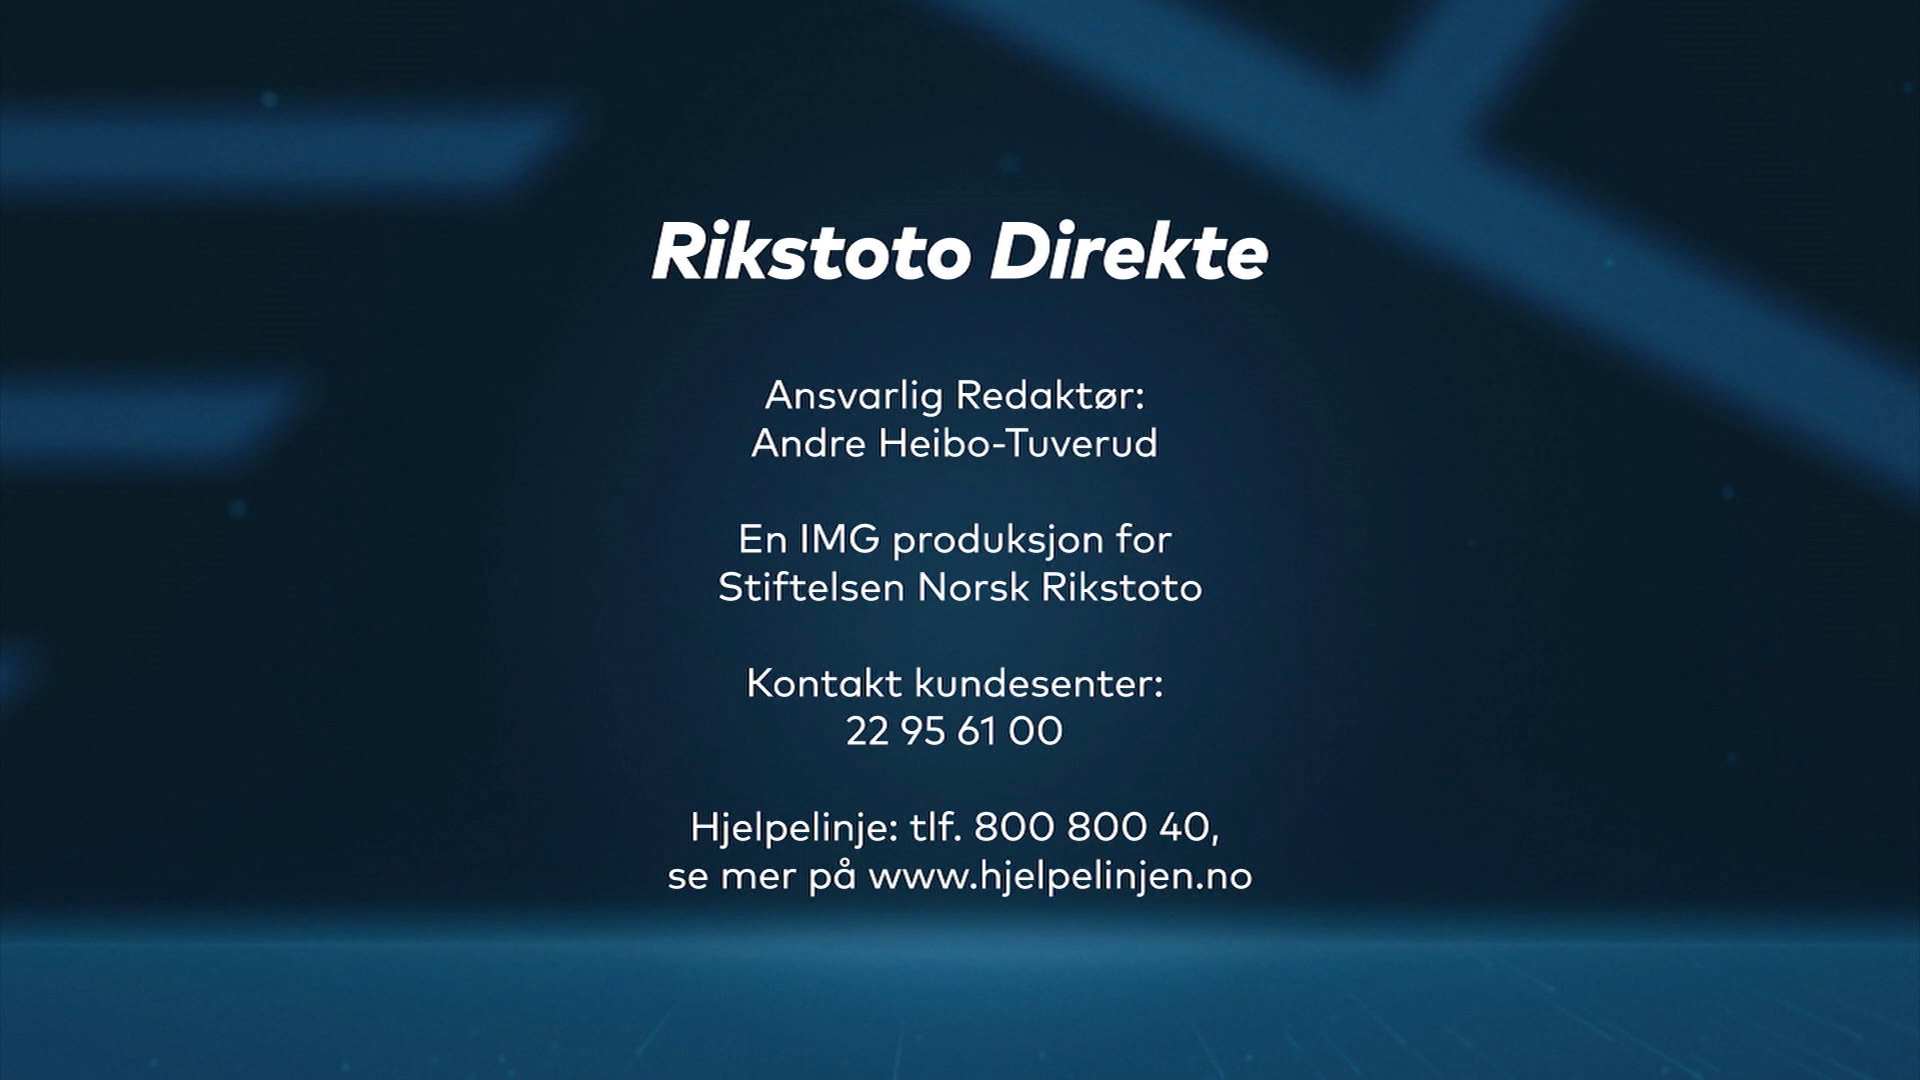 Rikstoto Direkte
Ansvarlig Redaktør:
Andre Heibo-Tuverud
En IMG produksjon for
Stiftelsen Norsk Rikstoto
Kontakt kundesenter:
22 95 61 00
Hjelpelinje: tlf. 800 800 40,
se mer på www.hjelpelinjen.no